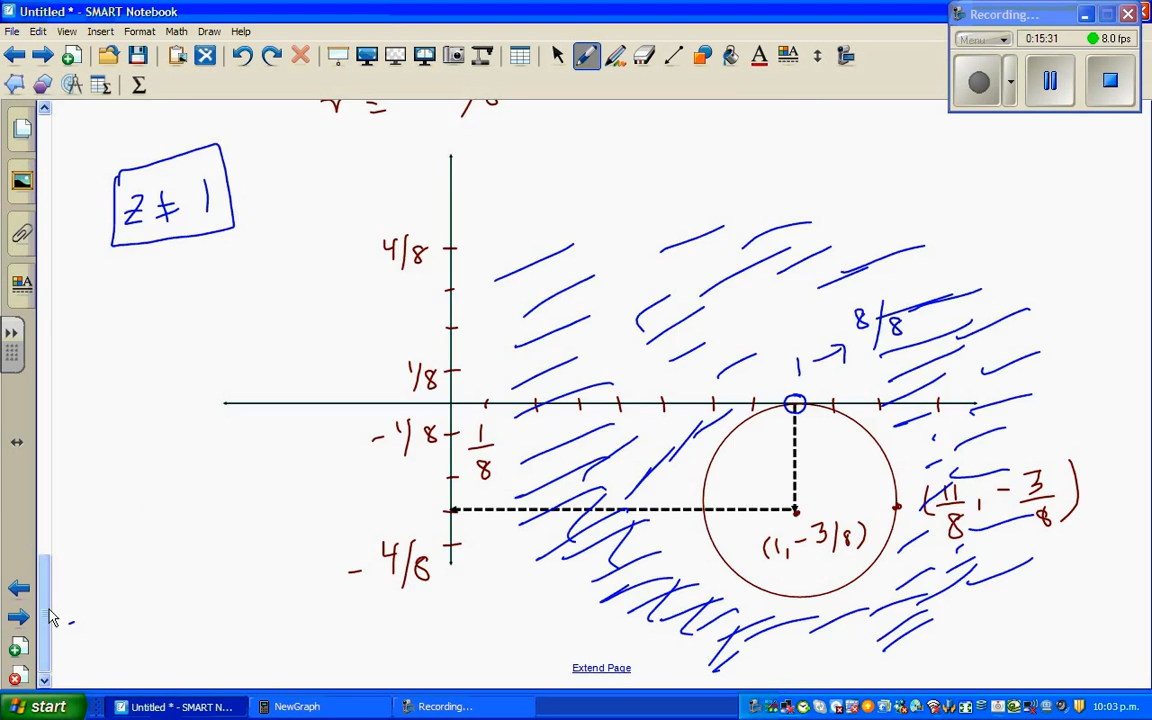 Untitled * - SMART Notebook
Recording...
File Edit View Insert Format Math Draw Help
Menu
0:15:31
8.0 fps
r =
z ≠ 1
4/8
8/8
1 →
1/8
- 1/8
1/8
(11/8, - 3/8)
(1, - 3/8)
- 4/8
Extend Page
start
Untitled * - SMART N...
NewGraph
Recording...
10:03 p.m.